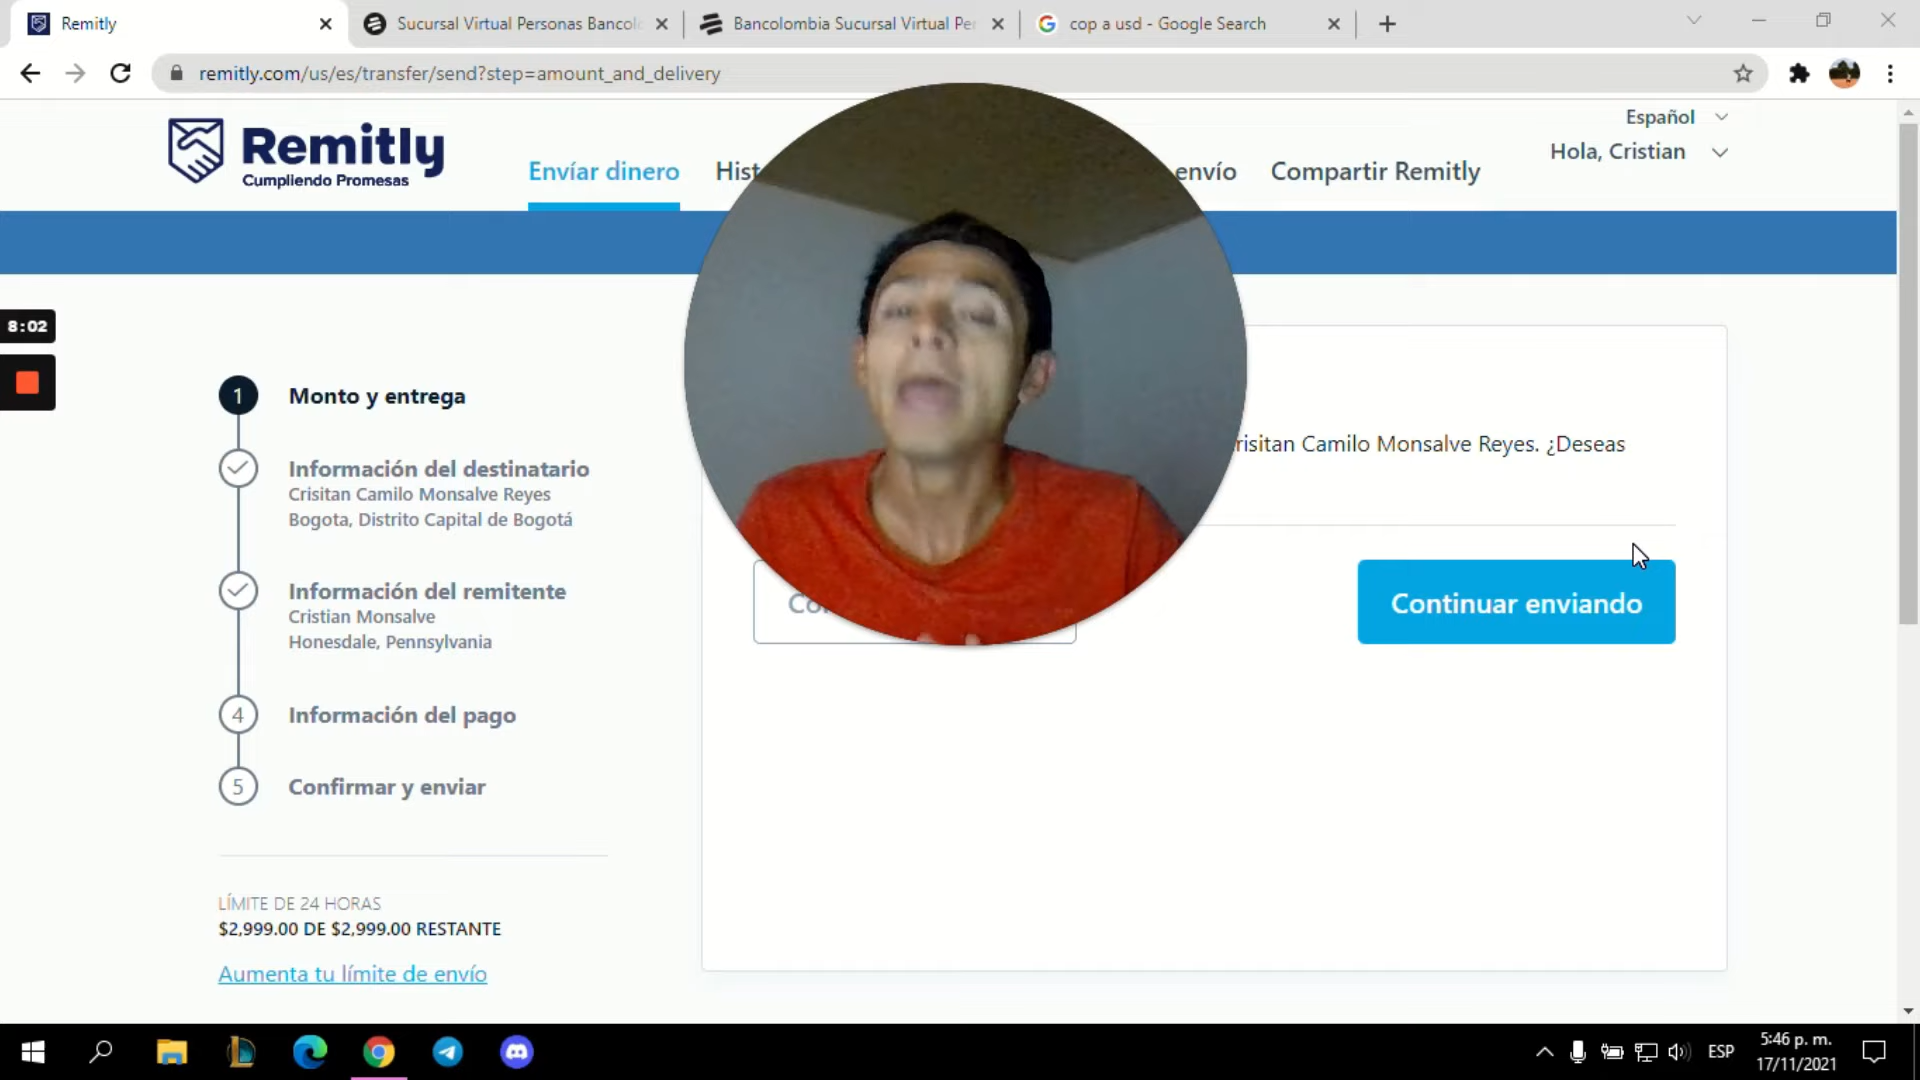 Remitly
Sucursal Virtual Personas Bancol
Bancolombia Sucursal Virtual Pe
cop a usd - Google Search
remitly.com/us/es/transfer/send?step=amount_and_delivery
Español
Hola, Cristian
Remitly
Cumpliendo Promesas
Envíar dinero
Hist
envío
Compartir Remitly
8:02
1
Monto y entrega
Información del destinatario
Crisitan Camilo Monsalve Reyes
Bogota, Distrito Capital de Bogotá
risitan Camilo Monsalve Reyes. ¿Deseas
Información del remitente
Cristian Monsalve
Honesdale, Pennsylvania
Co
Continuar enviando
4
Información del pago
5
Confirmar y enviar
LÍMITE DE 24 HORAS
$2,999.00 DE $2,999.00 RESTANTE
Aumenta tu límite de envío
ESP
5:46 p. m.
17/11/2021